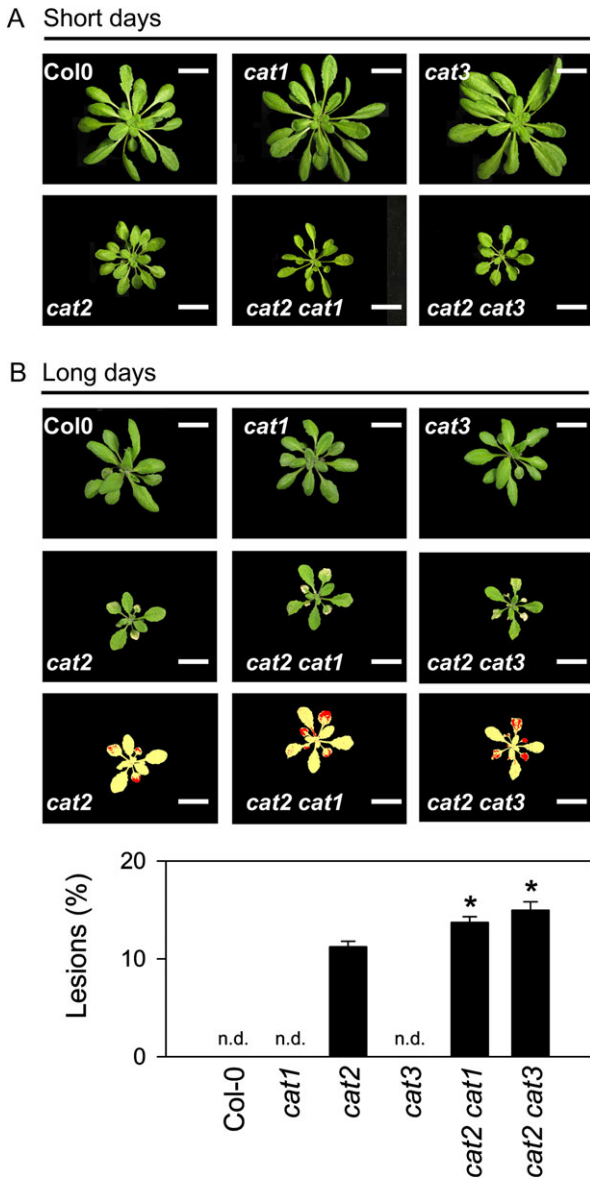 A Short days
Col0 cat1 cat3
cat2 cat2 cat1 cat2 cat3
B Long days
Col0 cat1 cat3
cat2 cat2 cat1 cat2 cat3
cat2 cat2 cat1 cat2 cat3
Lesions (%)
20
10
0
n.d. n.d. n.d. * *
Col-0 cat1 cat2 cat3 cat2 cat1 cat2 cat3